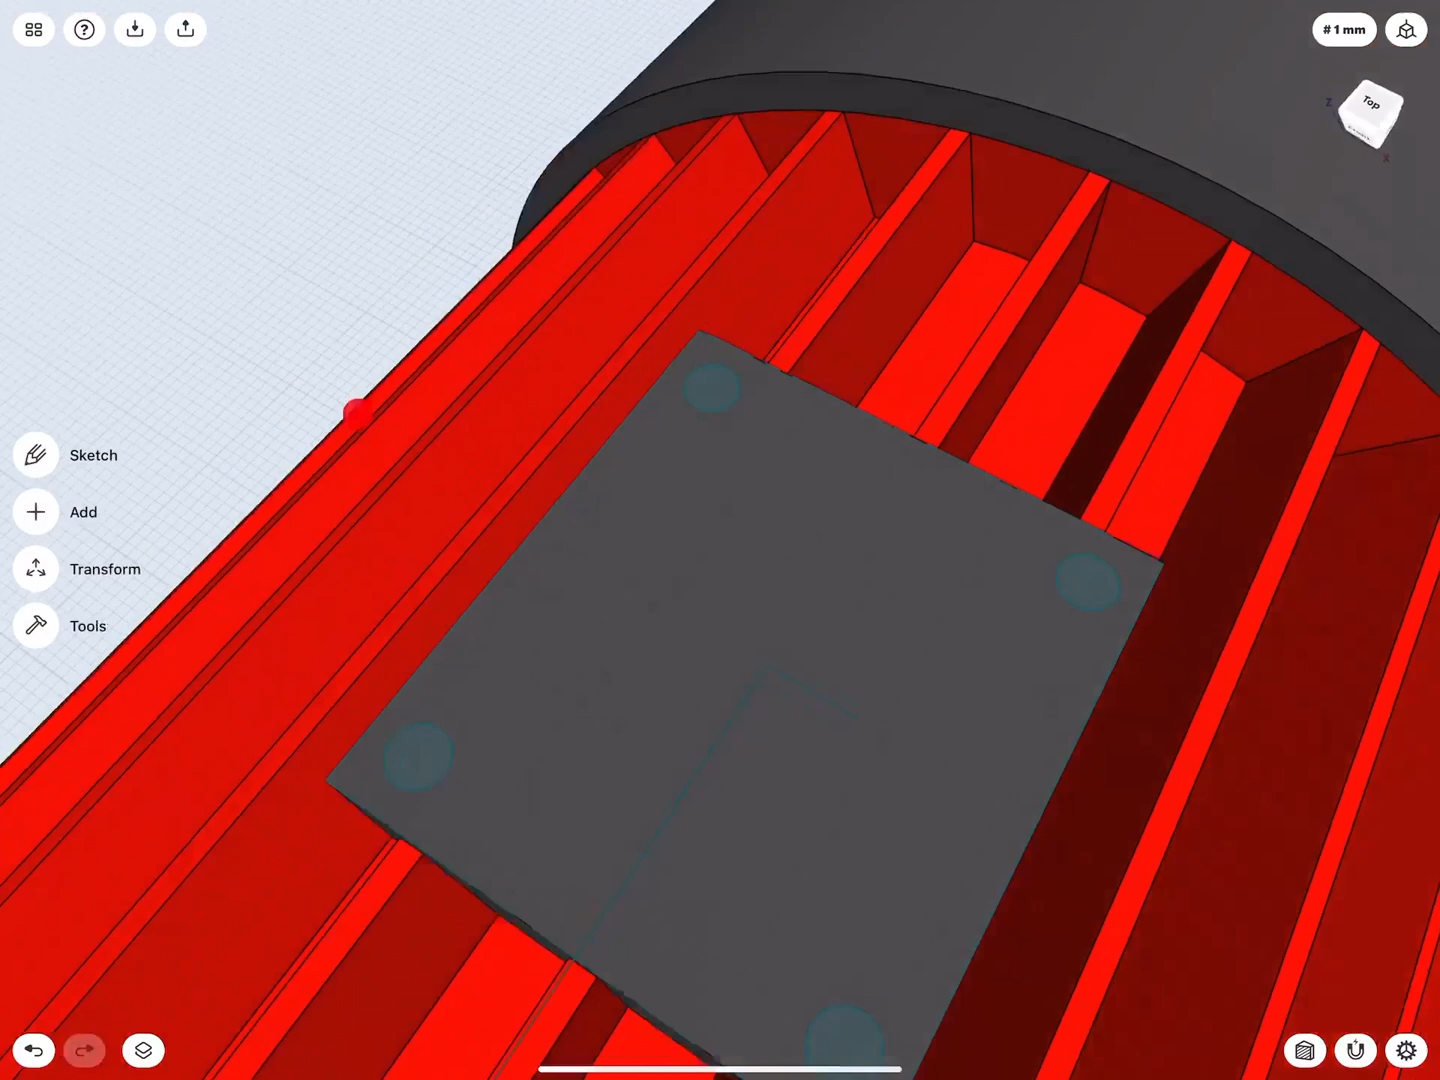 # 1 mm
Top
Z
X
Sketch
Add
Transform
Tools